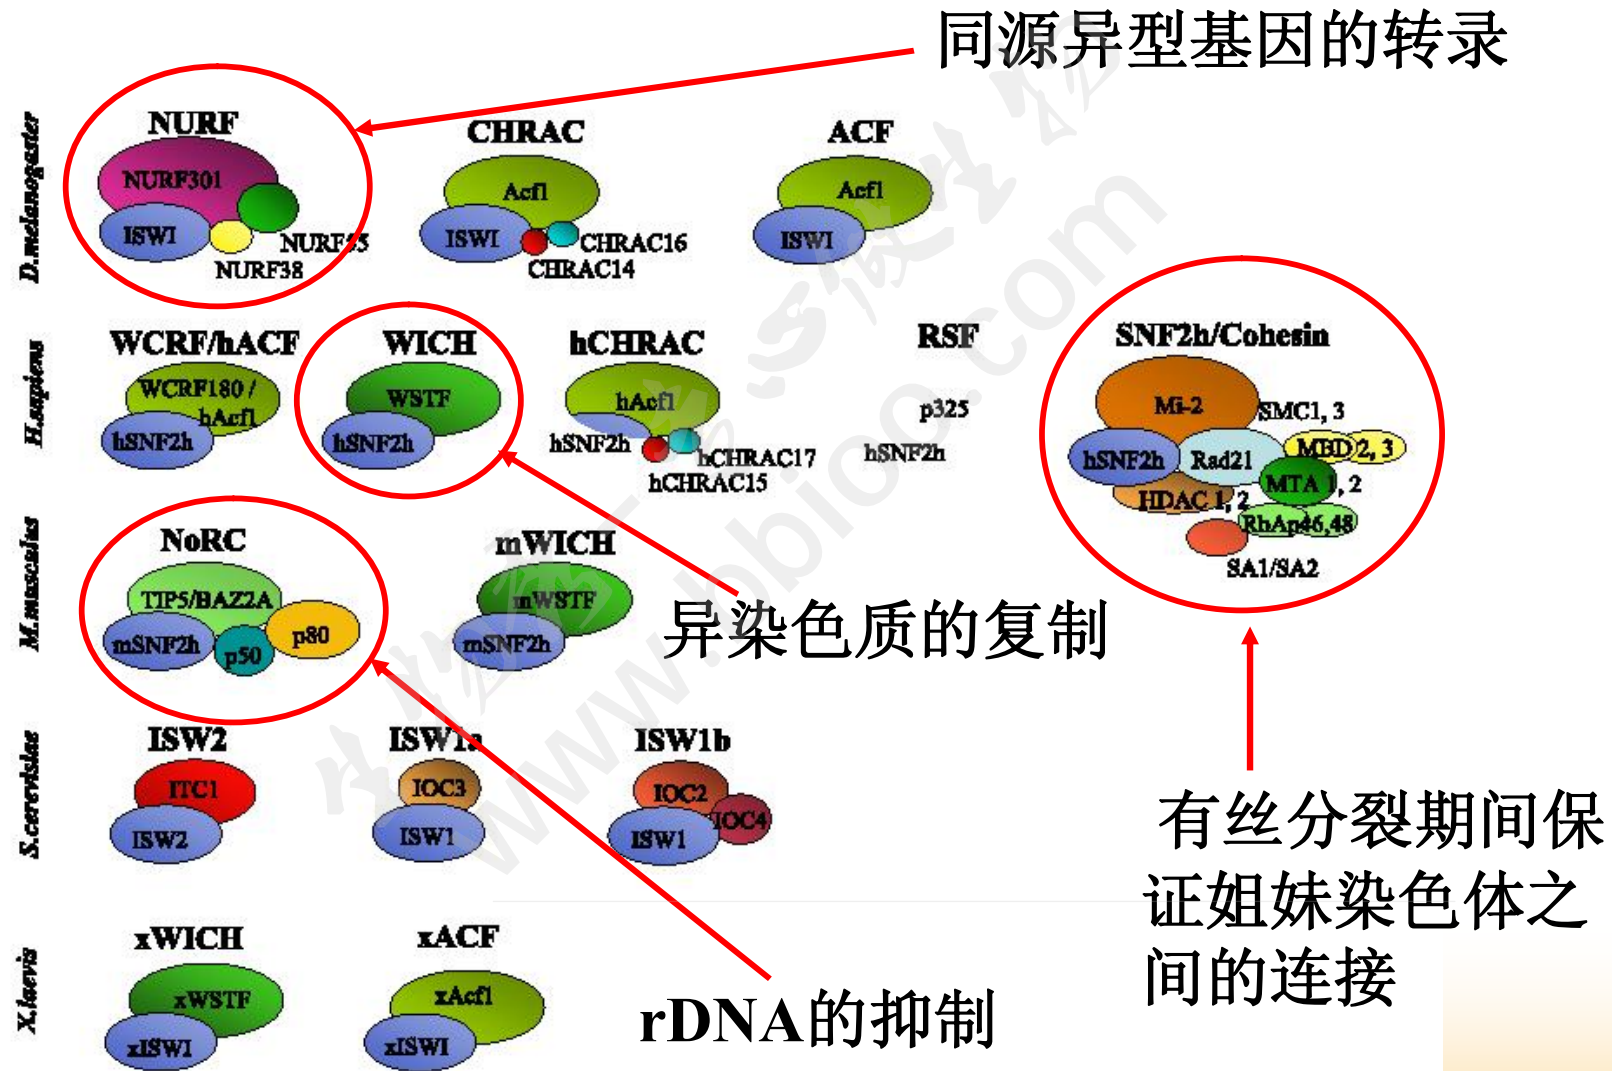 同源异型基因的转录
D.melanogaster
NURF
NURF301
ISWI
NURF38
CHRAC
Acf1
ISWI
CHRAC16
CHRAC14
ACF
Acf1
ISWI
H.sapiens
WCRF/hACF
WCRF180 /
hAcf1
hSNF2h
WICH
WSTF
hSNF2h
hCHRAC
hAcf1
hSNF2h
hCHRAC17
hCHRAC15
RSF
p325
hSNF2h
SNF2h/Cohesin
Mi-2
SMC1, 3
hSNF2h
Rad21
MBD 2, 3
MTA 1, 2
HDAC 1, 2
RbAp46,48
SA1/SA2
M.musculus
NoRC
TIP5/BAZ2A
mSNF2h
p50
p80
mWICH
mWSTF
mSNF2h
异染色质的复制
S.cerevisiae
ISW2
ITC1
ISW2
ISW1a
IOC3
ISW1
ISW1b
IOC2
IOC4
ISW1
有丝分裂期间保
证姐妹染色体之
间的连接
X.laevis
xWICH
xWSTF
xISWI
xACF
xAcf1
xISWI
rDNA的抑制
www.bbioo.com